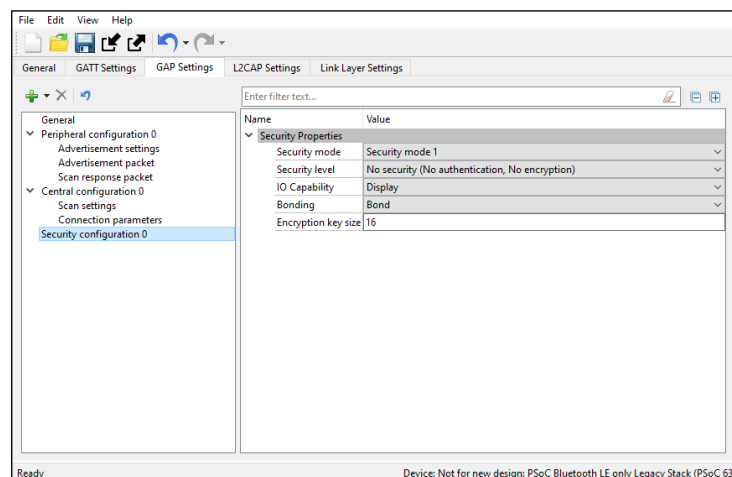 File Edit View Help
General GATT Settings GAP Settings L2CAP Settings Link Layer Settings
Enter filter text...
General
Peripheral configuration 0
Advertisement settings
Advertisement packet
Scan response packet
Central configuration 0
Scan settings
Connection parameters
Security configuration 0
Name Value
Security Properties
Security mode Security mode 1
Security level No security (No authentication, No encryption)
IO Capability Display
Bonding Bond
Encryption key size 16
Ready Device: Not for new design: PSoC Bluetooth LE only Legacy Stack (PSoC 63